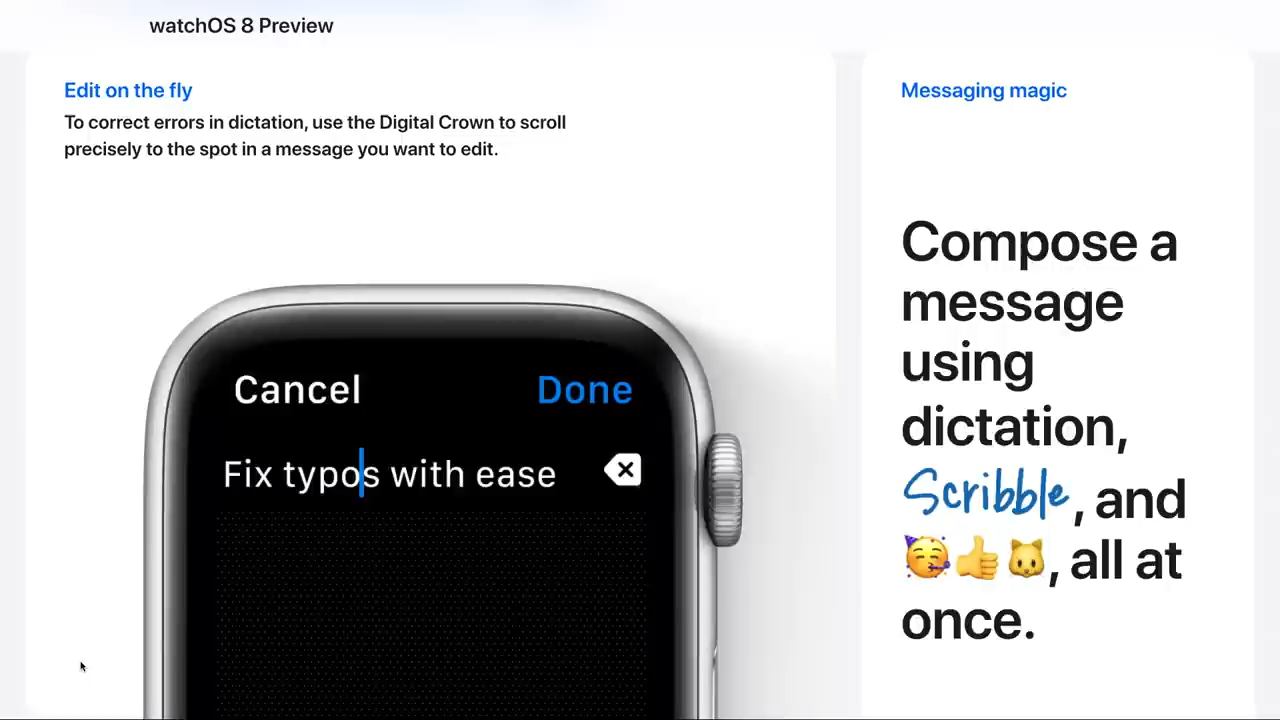 watchOS 8 Preview
Edit on the fly
To correct errors in dictation, use the Digital Crown to scroll
precisely to the spot in a message you want to edit.
Cancel
Done
Fix typos with ease
Messaging magic
Compose a
message
using
dictation,
Scribble, and
🥳👍🐱, all at
once.